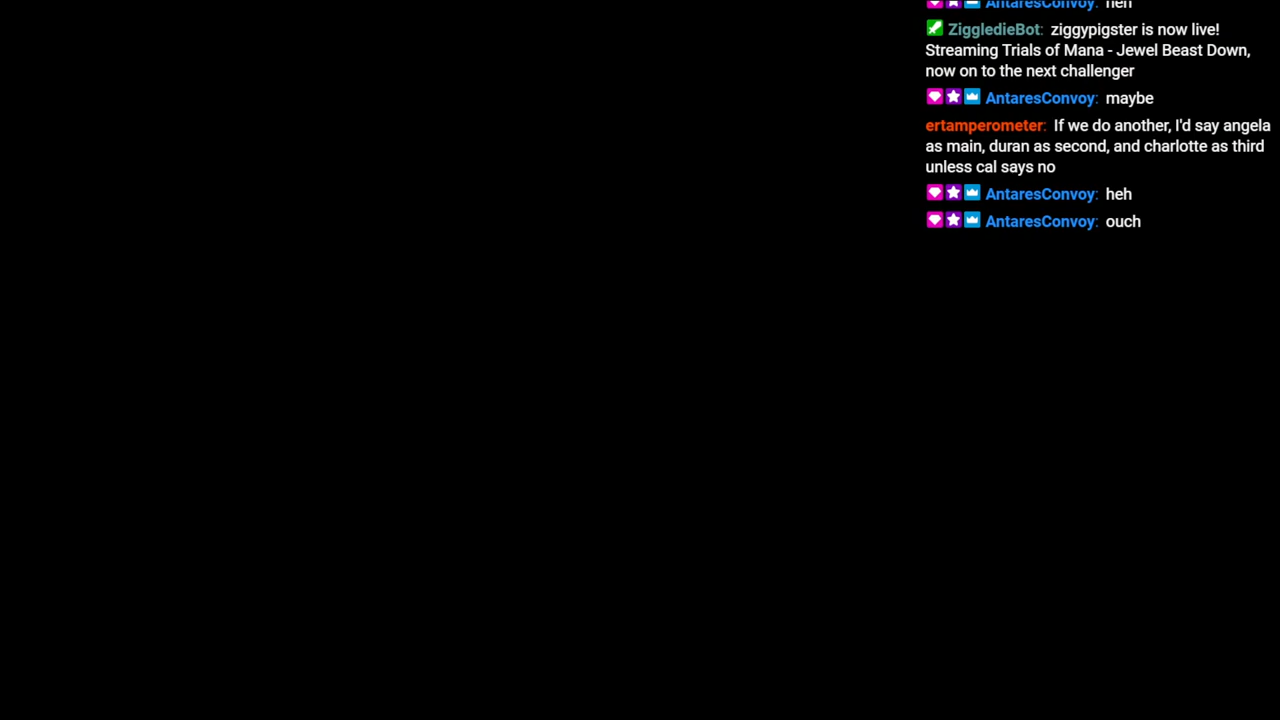 AntaresConvoy: heh
ZiggledieBot: ziggypigster is now live!
Streaming Trials of Mana - Jewel Beast Down,
now on to the next challenger
AntaresConvoy: maybe
ertamperometer: If we do another, I'd say angela
as main, duran as second, and charlotte as third
unless cal says no
AntaresConvoy: heh
AntaresConvoy: ouch